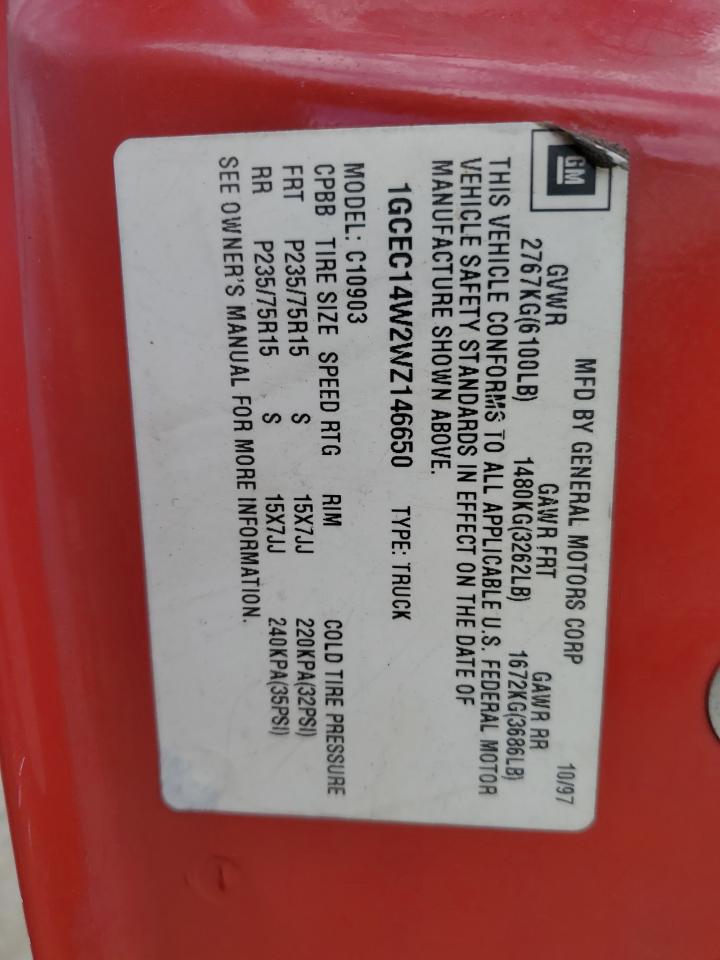 GM
MFD BY GENERAL MOTORS CORP 10/97
GVWR GAWR FRT GAWR RR
2767KG(6100LB) 1480KG(3262LB) 1672KG(3686LB)
THIS VEHICLE CONFORMS TO ALL APPLICABLE U.S. FEDERAL MOTOR
VEHICLE SAFETY STANDARDS IN EFFECT ON THE DATE OF
MANUFACTURE SHOWN ABOVE.
1GCEC14W2WZ146650 TYPE: TRUCK
MODEL: C10903
CPBB TIRE SIZE SPEED RTG RIM COLD TIRE PRESSURE
FRT P235/75R15 S 15X7JJ 220KPA(32PSI)
RR P235/75R15 S 15X7JJ 240KPA(35PSI)
SEE OWNER'S MANUAL FOR MORE INFORMATION.